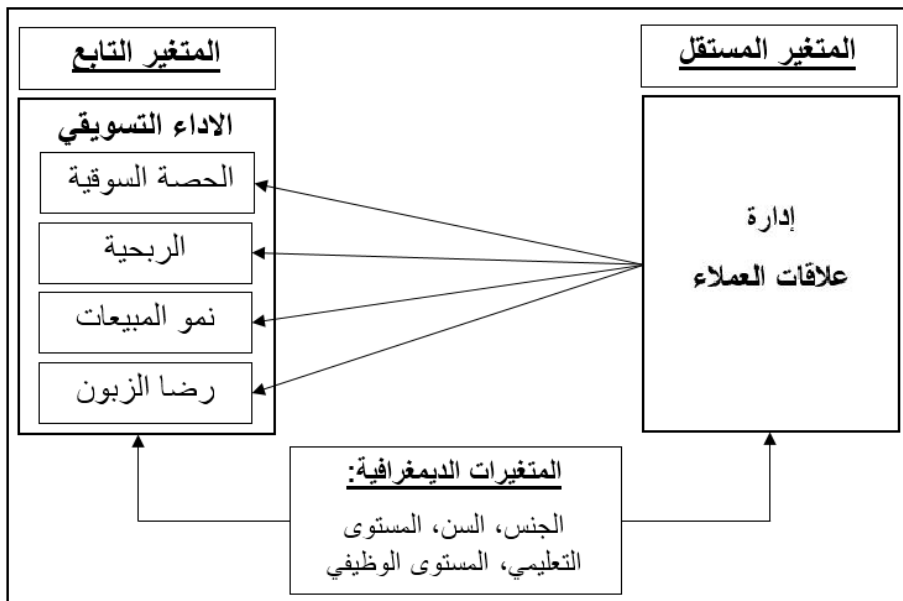 المتغير المستقل
المتغير التابع
إدارة
علاقات العملاء
الاداء التسويقي
الحصة السوقية
الربحية
نمو المبيعات
رضا الزبون
المتغيرات الديمغرافية:
الجنس، السن، المستوى
التعليمي، المستوى الوظيفي